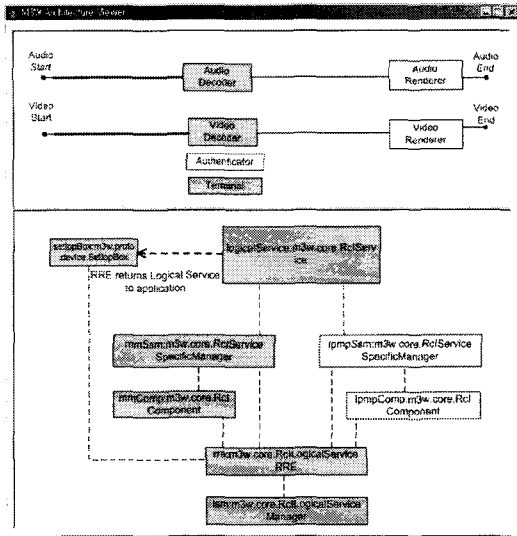 M3W Architecture Viewer
Audio
Start
Audio
Decoder
Audio
Renderer
Audio
End
Video
Start
Video
Decoder
Video
Renderer
Video
End
Authenticator
Terminal
settopBox:m3w.proto.
device.SettopBox
logicalService:m3w.core.RclServ
ice
RRE returns Logical Service
to application
mmSsm:m3w.core.RclService
SpecificManager
ipmpSsm:m3w.core.RclService
SpecificManager
mmComp:m3w.core.Rcl
Component
ipmpComp:m3w.core.Rcl
Component
m3w.core.RclLogicalService
RRE
lsm:m3w.core.RclLogicalService
Manager